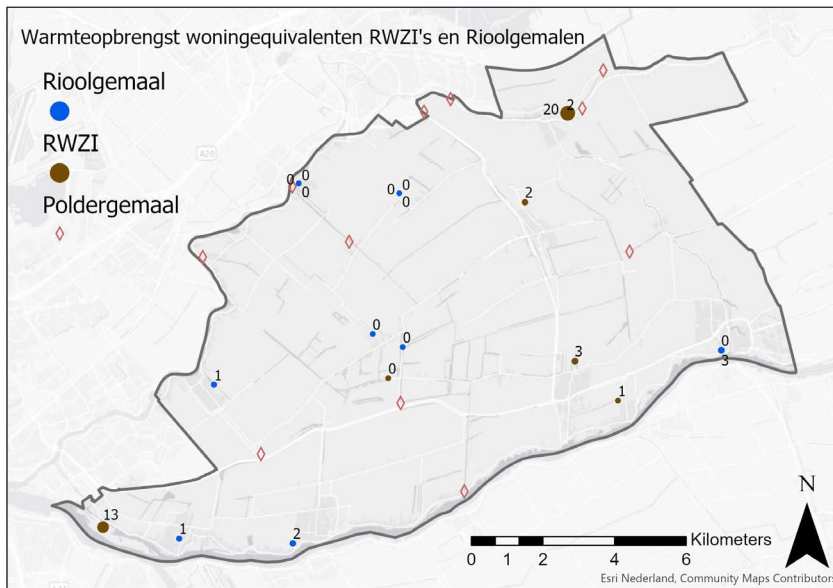 Warmteopbrengst woningequivalenten RWZI's en Rioolgemalen
Rioolgemaal
RWZI
Poldergemaal
A20
20 2
0 0
0
0 0
0
2
0
0
0
3
0
3
1
1
13
1
2
N
0 1 2 4 6 Kilometers
Esri Nederland, Community Maps Contributors